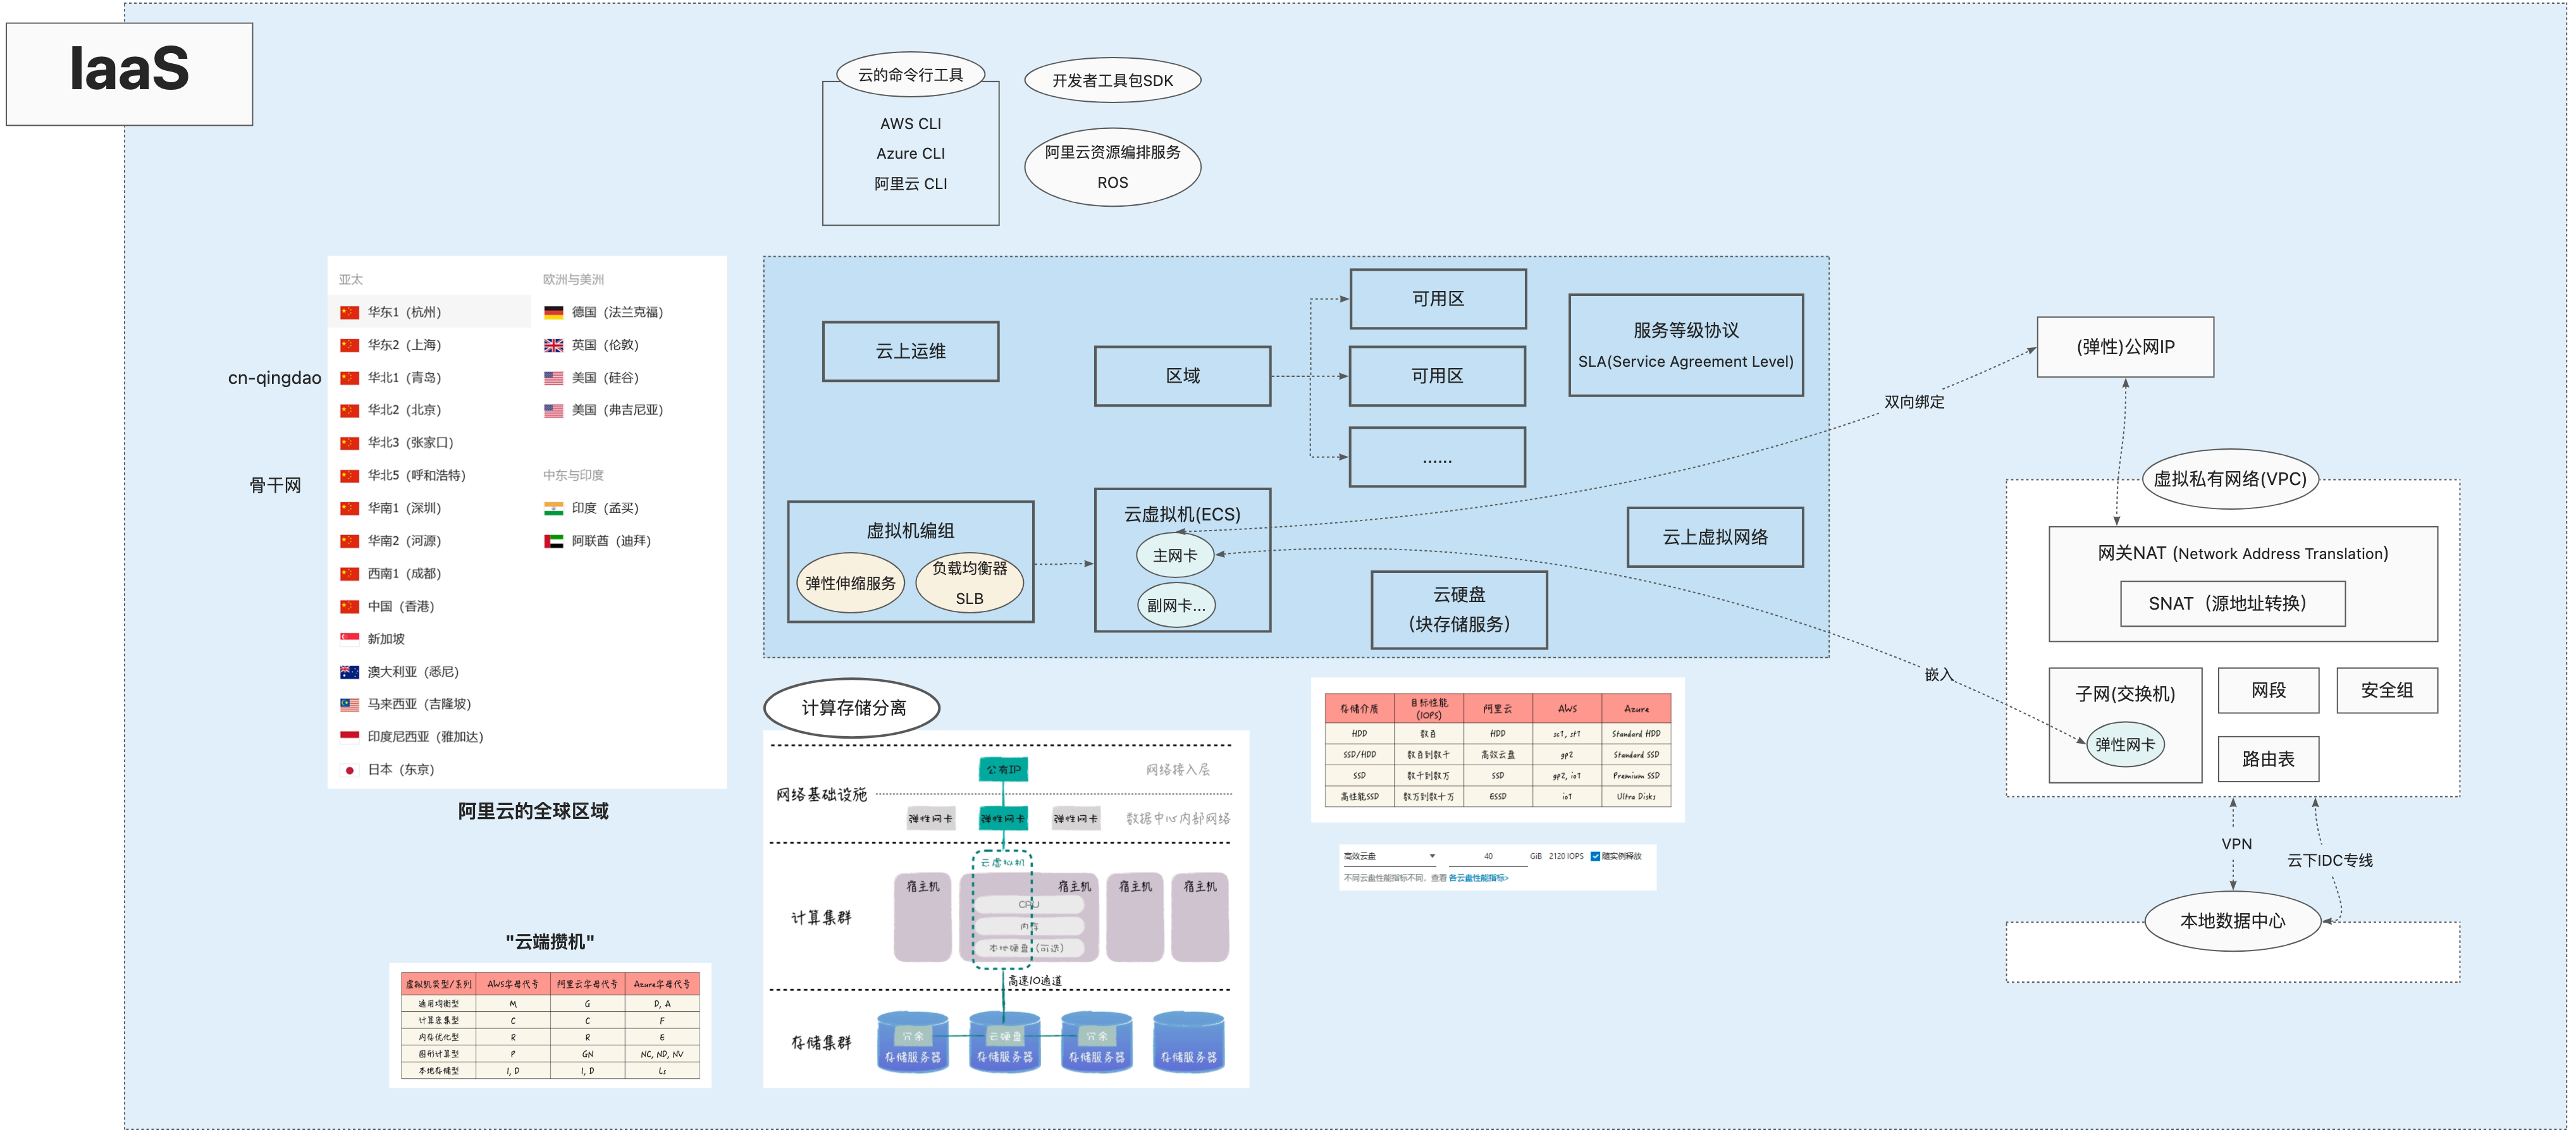 IaaS
云的命令行工具
AWS CLI
Azure CLI
阿里云 CLI
开发者工具包SDK
阿里云资源编排服务
ROS
cn-qingdao
骨干网
亚太
华东1（杭州）
华东2（上海）
华北1（青岛）
华北2（北京）
华北3（张家口）
华北5（呼和浩特）
华南1（深圳）
华南2（河源）
西南1（成都）
中国（香港）
新加坡
澳大利亚（悉尼）
马来西亚（吉隆坡）
印度尼西亚（雅加达）
日本（东京）
欧洲与美洲
德国（法兰克福）
英国（伦敦）
美国（硅谷）
美国（弗吉尼亚）
中东与印度
印度（孟买）
阿联酋（迪拜）
阿里云的全球区域
云上运维
区域
可用区
可用区
......
服务等级协议
SLA(Service Agreement Level)
虚拟机编组
弹性伸缩服务
负载均衡器
SLB
云虚拟机(ECS)
主网卡
副网卡...
云硬盘
（块存储服务）
云上虚拟网络
双向绑定
嵌入
(弹性)公网IP
虚拟私有网络(VPC)
网关NAT (Network Address Translation)
SNAT（源地址转换）
子网(交换机)
弹性网卡
网段
安全组
路由表
VPN
云下IDC专线
本地数据中心
计算存储分离
公有IP
网络接入层
网络基础设施
弹性网卡
弹性网卡
弹性网卡
数据中心内部网络
云虚拟机
宿主机
宿主机
宿主机
宿主机
CPU
内存
本地硬盘（可选）
计算集群
高速IO通道
存储集群
冗余
云硬盘
冗余
存储服务器
存储服务器
存储服务器
存储服务器
存储介质 目标性能(IOPS) 阿里云 AWS Azure
HDD 数百 HDD sc1, st1 Standard HDD
SSD/HDD 数百到数千 高效云盘 gp2 Standard SSD
SSD 数千到数万 SSD gp2, io1 Premium SSD
高性能SSD 数万到数十万 ESSD io1 Ultra Disks
高效云盘 40 GiB 2120 IOPS 随实例释放
不同云盘性能指标不同，查看 各云盘性能指标>
"云端攒机"
虚拟机类型/系列 AWS字母代号 阿里云字母代号 Azure字母代号
通用均衡型 M G D, A
计算密集型 C C F
内存优化型 R R E
图形计算型 P GN NC, ND, NV
本地存储型 I, D I, D Ls